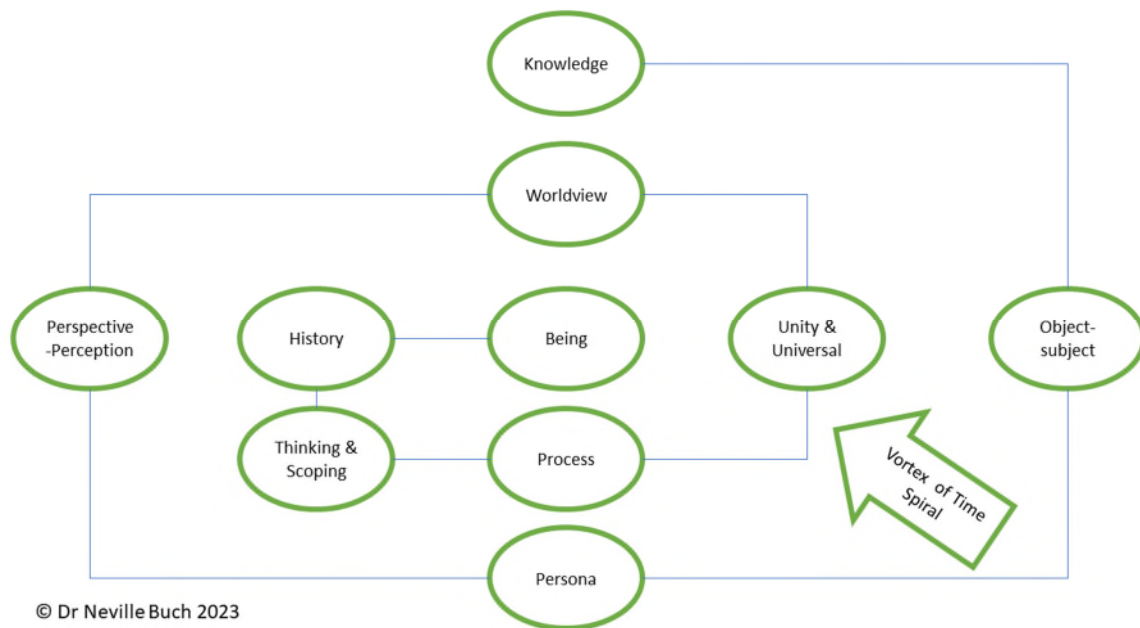 Knowledge
Worldview
Perspective
-Perception
History
Being
Unity &
Universal
Object-
subject
Thinking &
Scoping
Process
Vortex of Time
Spiral
Persona
© Dr Neville Buch 2023